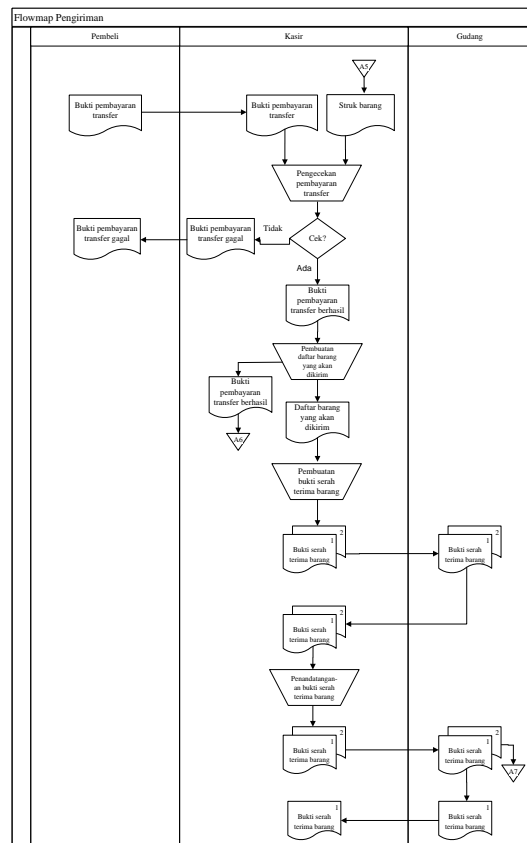 Flowmap Pengiriman
Pembeli
Kasir
Gudang
A5
Bukti pembayaran
transfer
Bukti pembayaran
transfer
Struk barang
Pengecekan
pembayaran
transfer
Bukti pembayaran
transfer gagal
Bukti pembayaran
transfer gagal
Tidak
Cek?
Ada
Bukti
pembayaran
transfer berhasil
Pembuatan
daftar barang
yang akan
dikirim
Bukti
pembayaran
transfer berhasil
A6
Daftar barang
yang akan
dikirim
Pembuatan
bukti serah
terima barang
2
1
Bukti serah
terima barang
2
1
Bukti serah
terima barang
2
1
Bukti serah
terima barang
Penandatangan-
an bukti serah
terima barang
2
1
Bukti serah
terima barang
2
1
Bukti serah
terima barang
A7
1
Bukti serah
terima barang
1
Bukti serah
terima barang